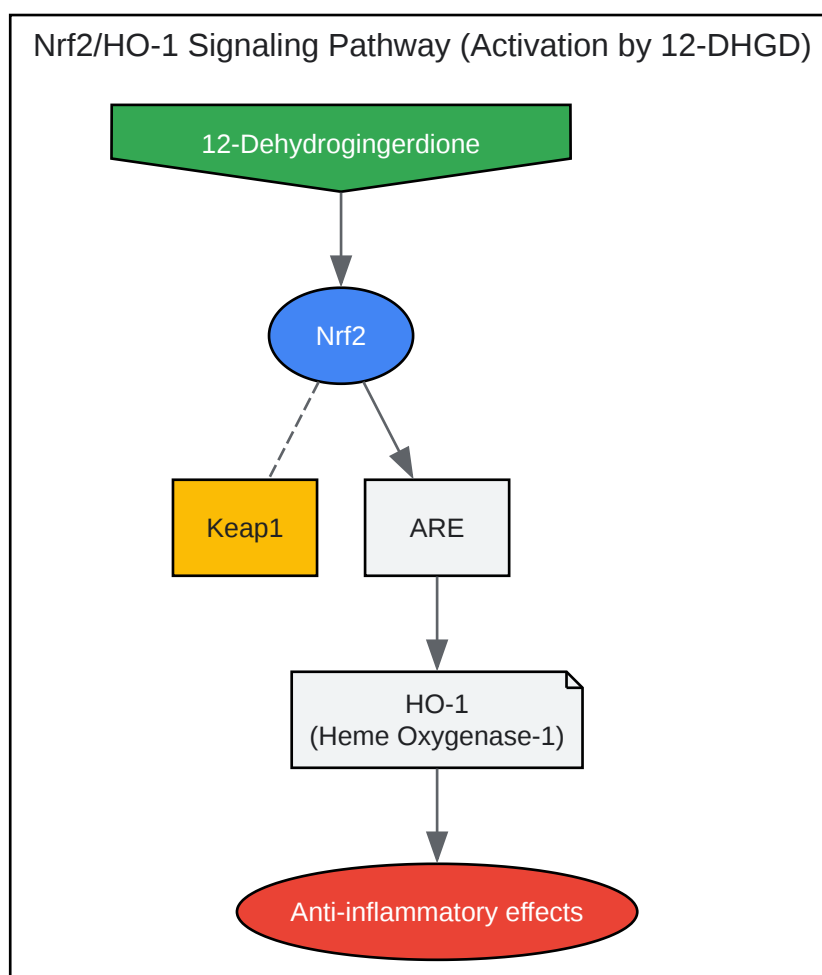 Nrf2/HO-1 Signaling Pathway (Activation by 12-DHGD)
12-Dehydrogingerdione
Nrf2
Keap1
ARE
HO-1
(Heme Oxygenase-1)
Anti-inflammatory effects